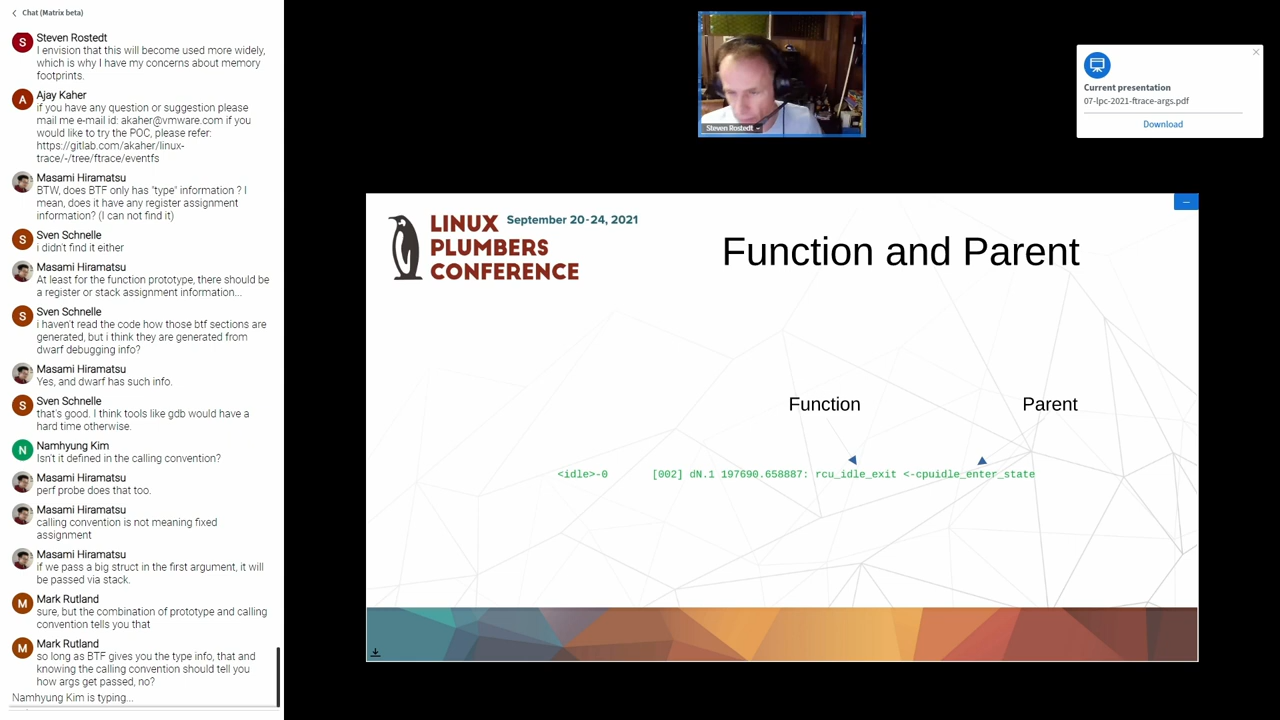 Chat (Matrix beta)
S
Steven Rostedt
I envision that this will become used more widely,
which is why I have my concerns about memory
footprints.
A
Ajay Kaher
if you have any question or suggestion please
mail me e-mail id: akaher@vmware.com if you
would like to try the POC, please refer:
https://gitlab.com/akaher/linux-
trace/-/tree/ftrace/eventfs
Masami Hiramatsu
BTW, does BTF only has "type" information ? I
mean, does it have any register assignment
information? (I can not find it)
S
Sven Schnelle
i didn't find it either
Masami Hiramatsu
At least for the function prototype, there should be
a register or stack assignment information...
S
Sven Schnelle
i haven't read the code how those btf sections are
generated, but i think they are generated from
dwarf debugging info?
Masami Hiramatsu
Yes, and dwarf has such info.
S
Sven Schnelle
that's good. I think tools like gdb would have a
hard time otherwise.
N
Namhyung Kim
Isn't it defined in the calling convention?
Masami Hiramatsu
perf probe does that too.
Masami Hiramatsu
calling convention is not meaning fixed
assignment
Masami Hiramatsu
if we pass a big struct in the first argument, it will
be passed via stack.
M
Mark Rutland
sure, but the combination of prototype and calling
convention tells you that
M
Mark Rutland
so long as BTF gives you the type info, that and
knowing the calling convention should tell you
how args get passed, no?
Namhyung Kim is typing...
Steven Rostedt
Current presentation
07-lpc-2021-ftrace-args.pdf
Download
LINUX September 20-24, 2021
PLUMBERS
CONFERENCE
Function and Parent
Function Parent
<idle>-0 [002] dN.1 197690.658887: rcu_idle_exit <-cpuidle_enter_state